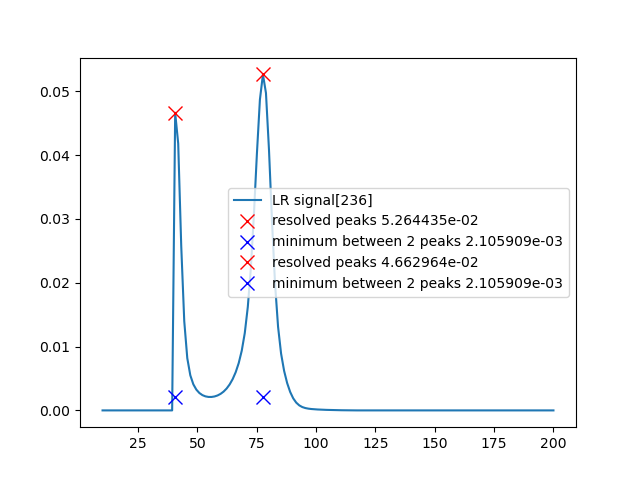 0.05
0.04
0.03
0.02
0.01
0.00
LR signal[236]
resolved peaks 5.264435e-02
minimum between 2 peaks 2.105909e-03
resolved peaks 4.662964e-02
minimum between 2 peaks 2.105909e-03
25 50 75 100 125 150 175 200